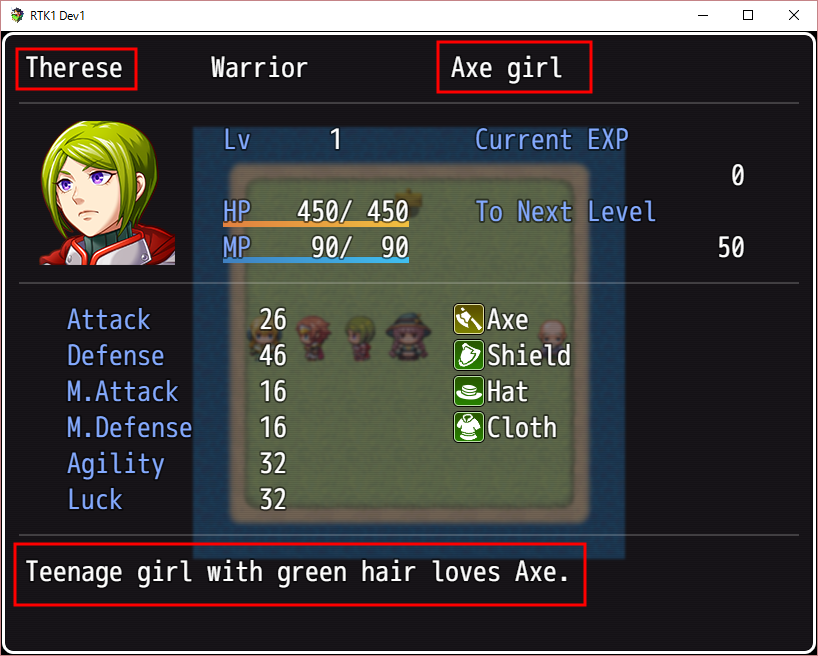 RTK1 Dev1
Therese Warrior Axe girl
Lv 1 Current EXP
0
HP 450/ 450 To Next Level
MP 90/ 90 50
Attack 26 Axe
Defense 46 Shield
M.Attack 16 Hat
M.Defense 16 Cloth
Agility 32
Luck 32
Teenage girl with green hair loves Axe.